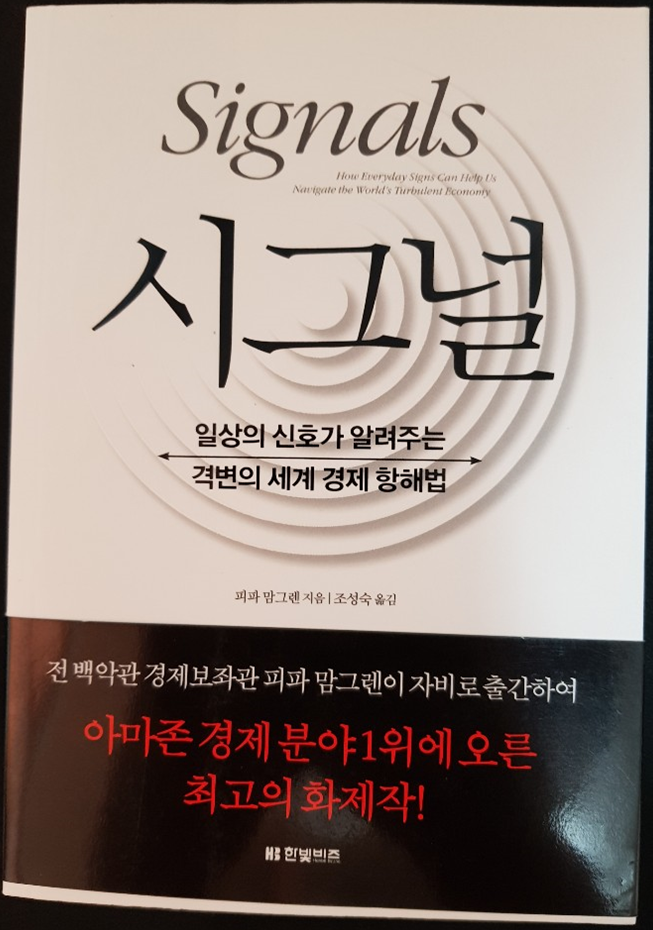 Signals
How Everyday Signs Can Help Us
Navigate the World's Turbulent Economy
시그널
일상의 신호가 알려주는
격변의 세계 경제 항해법
피파 맘그렌 지음 | 조성숙 옮김
전 백악관 경제보좌관 피파 맘그렌이 자비로 출간하여
아마존 경제 분야 1위에 오른
최고의 화제작!
HB 한빛비즈